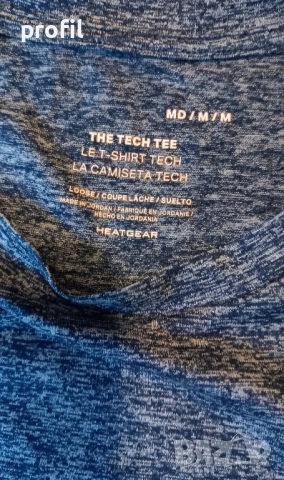 profil
MD / M / M
THE TECH TEE
LE T-SHIRT TECH
LA CAMISETA TECH
LOOSE / COUPE LÂCHE / SUELTO
MADE IN JORDAN / FABRIQUÉ EN JORDANIE /
HECHO EN JORDANIA
HEATGEAR